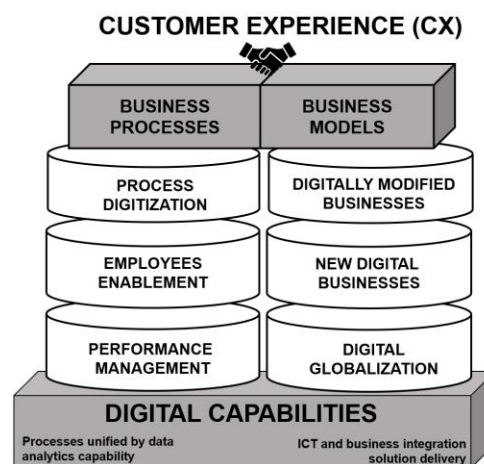 CUSTOMER EXPERIENCE (CX)
BUSINESS
PROCESSES
BUSINESS
MODELS
PROCESS
DIGITIZATION
DIGITALLY MODIFIED
BUSINESSES
EMPLOYEES
ENABLEMENT
NEW DIGITAL
BUSINESSES
PERFORMANCE
MANAGEMENT
DIGITAL
GLOBALIZATION
DIGITAL CAPABILITIES
Processes unified by data
analytics capability
ICT and business integration
solution delivery